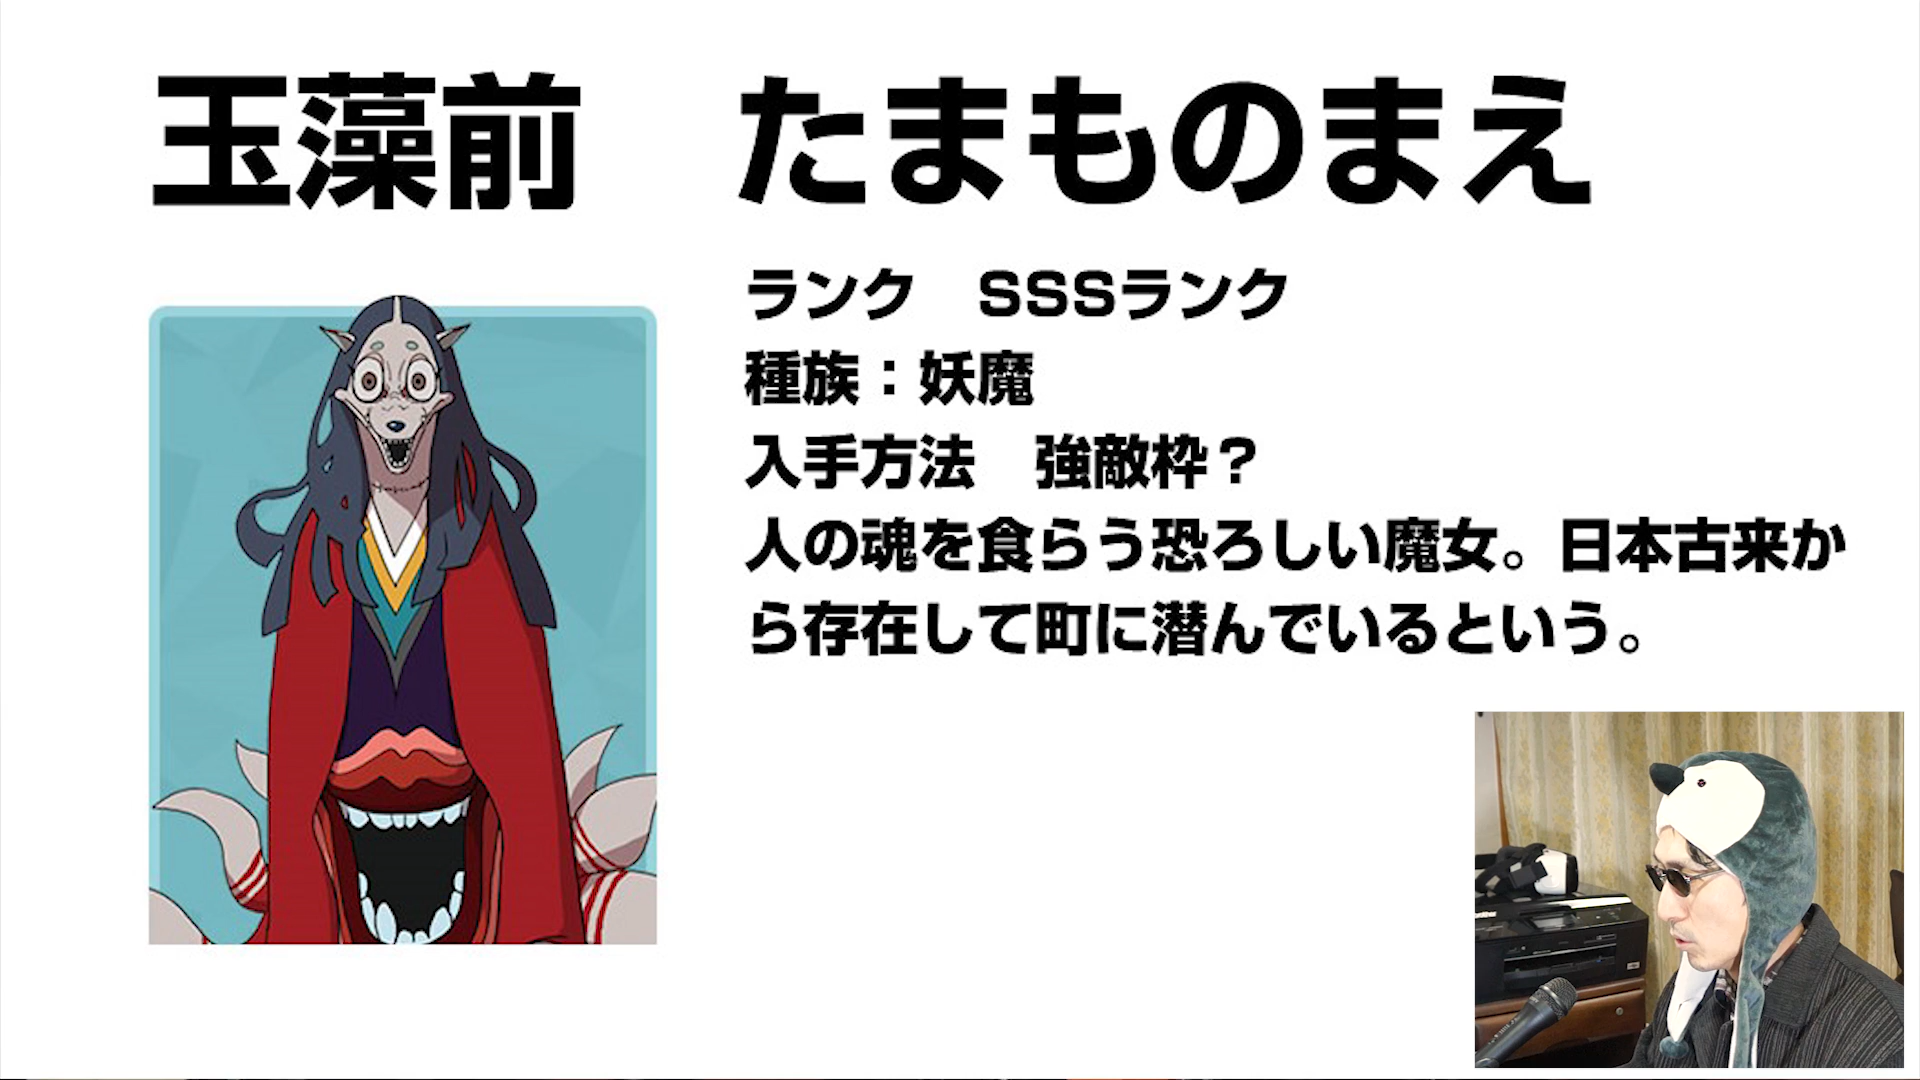 玉藻前　たまものまえ
ランク　SSSランク
種族：妖魔
入手方法　強敵枠？
人の魂を食らう恐ろしい魔女。日本古来か
ら存在して町に潜んでいるという。